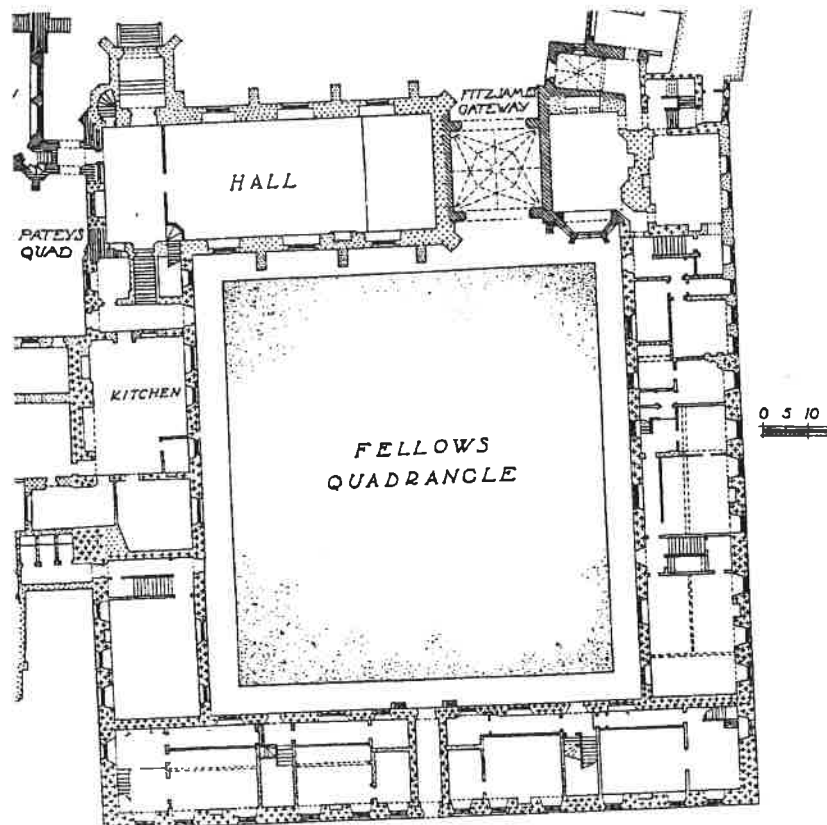 FITZJAMES
GATEWAY
HALL
PATEYS
QUAD
KITCHEN
FELLOWS
QUADRANGLE
0 5 10